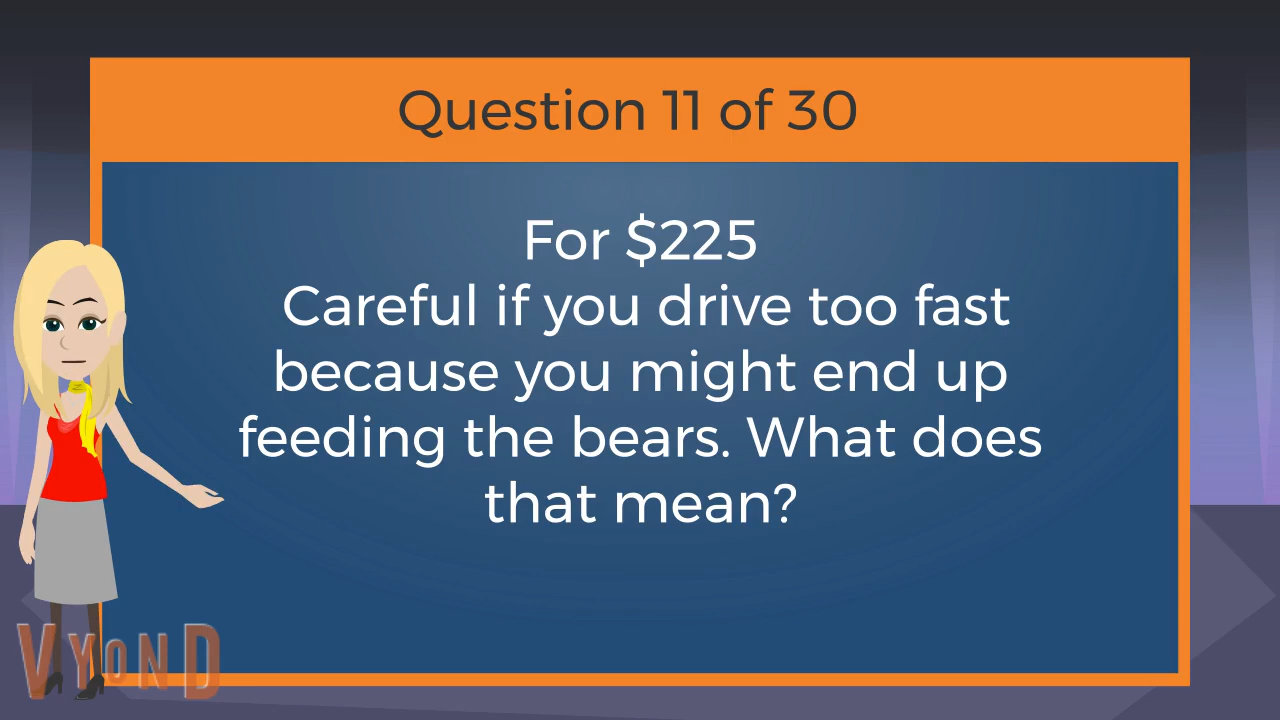 Question 11 of 30
For $225
Careful if you drive too fast
because you might end up
feeding the bears. What does
that mean?
VYonD